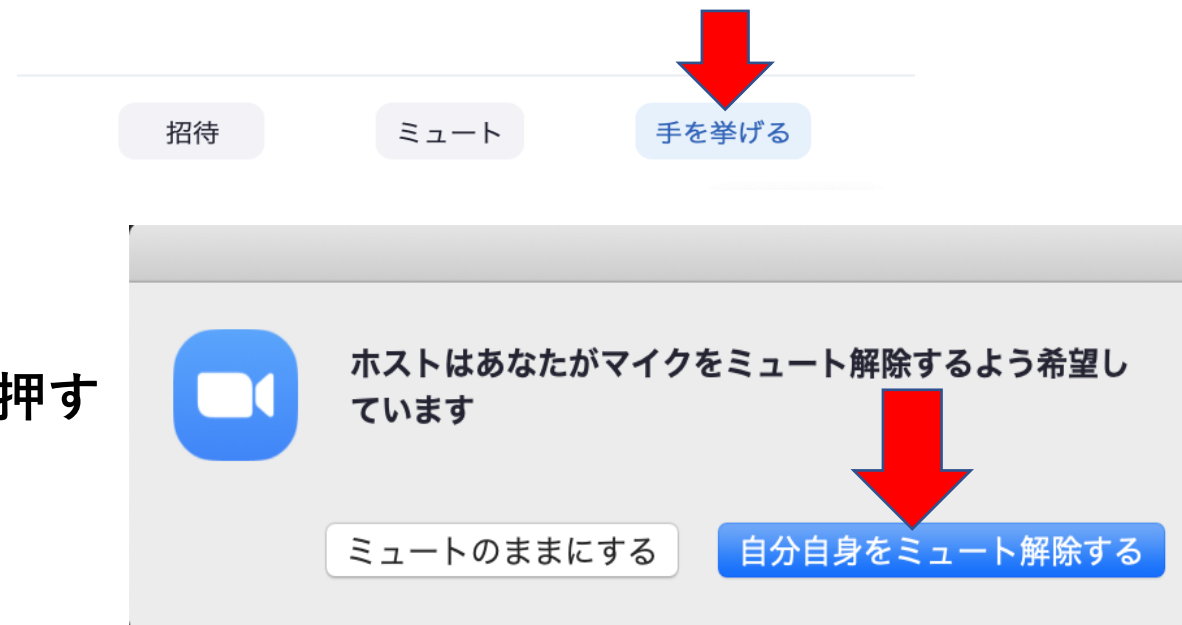 招待
ミュート
手を挙げる
押す
ホストはあなたがマイクをミュート解除するよう希望し
ています
ミュートのままにする
自分自身をミュート解除する